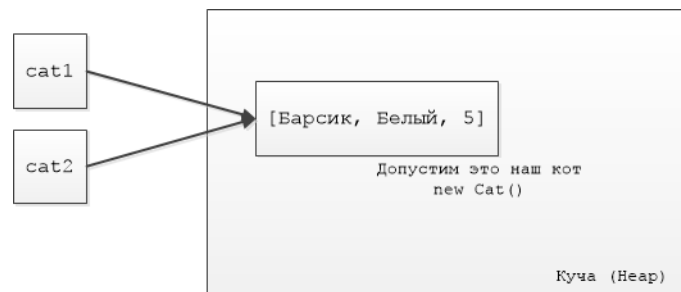 cat1
cat2
[Барсик, Белый, 5]
Допустим это наш кот
new Cat()
Куча (Heap)